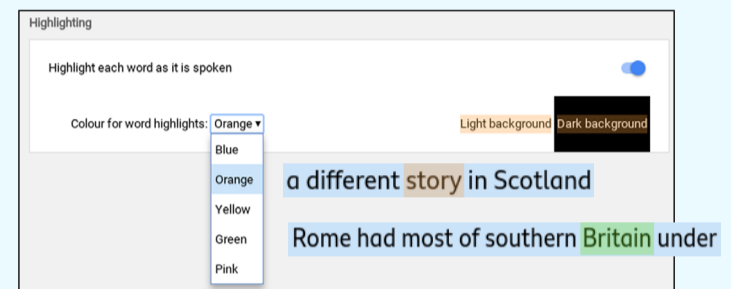 Highlighting
Highlight each word as it is spoken
Colour for word highlights: Orange ▾ Light background Dark background
Blue
Orange
Yellow
Green
Pink
a different story in Scotland
Rome had most of southern Britain under